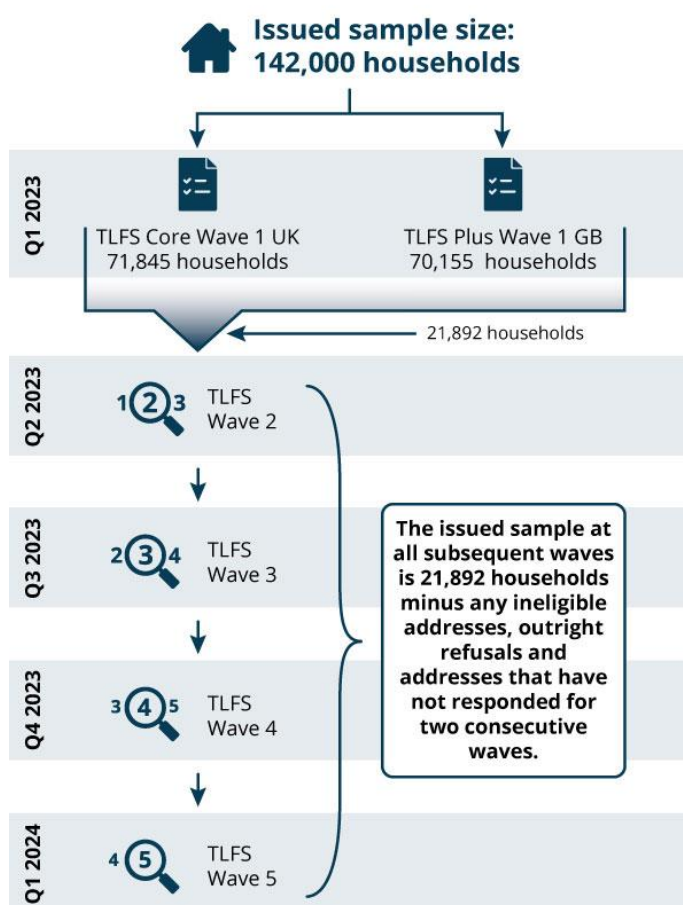 Issued sample size:
142,000 households
Q1 2023
TLFS Core Wave 1 UK
71,845 households
TLFS Plus Wave 1 GB
70,155 households
21,892 households
Q2 2023
1 2 3
TLFS
Wave 2
Q3 2023
2 3 4
TLFS
Wave 3
The issued sample at
all subsequent waves
is 21,892 households
minus any ineligible
addresses, outright
refusals and
addresses that have
not responded for
two consecutive
waves.
Q4 2023
3 4 5
TLFS
Wave 4
Q1 2024
4 5
TLFS
Wave 5